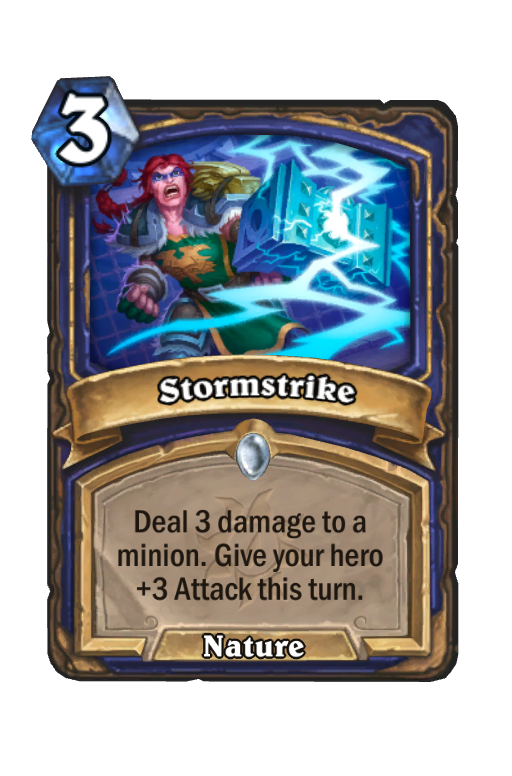 3
Stormstrike
Deal 3 damage to a
minion. Give your hero
+3 Attack this turn.
Nature